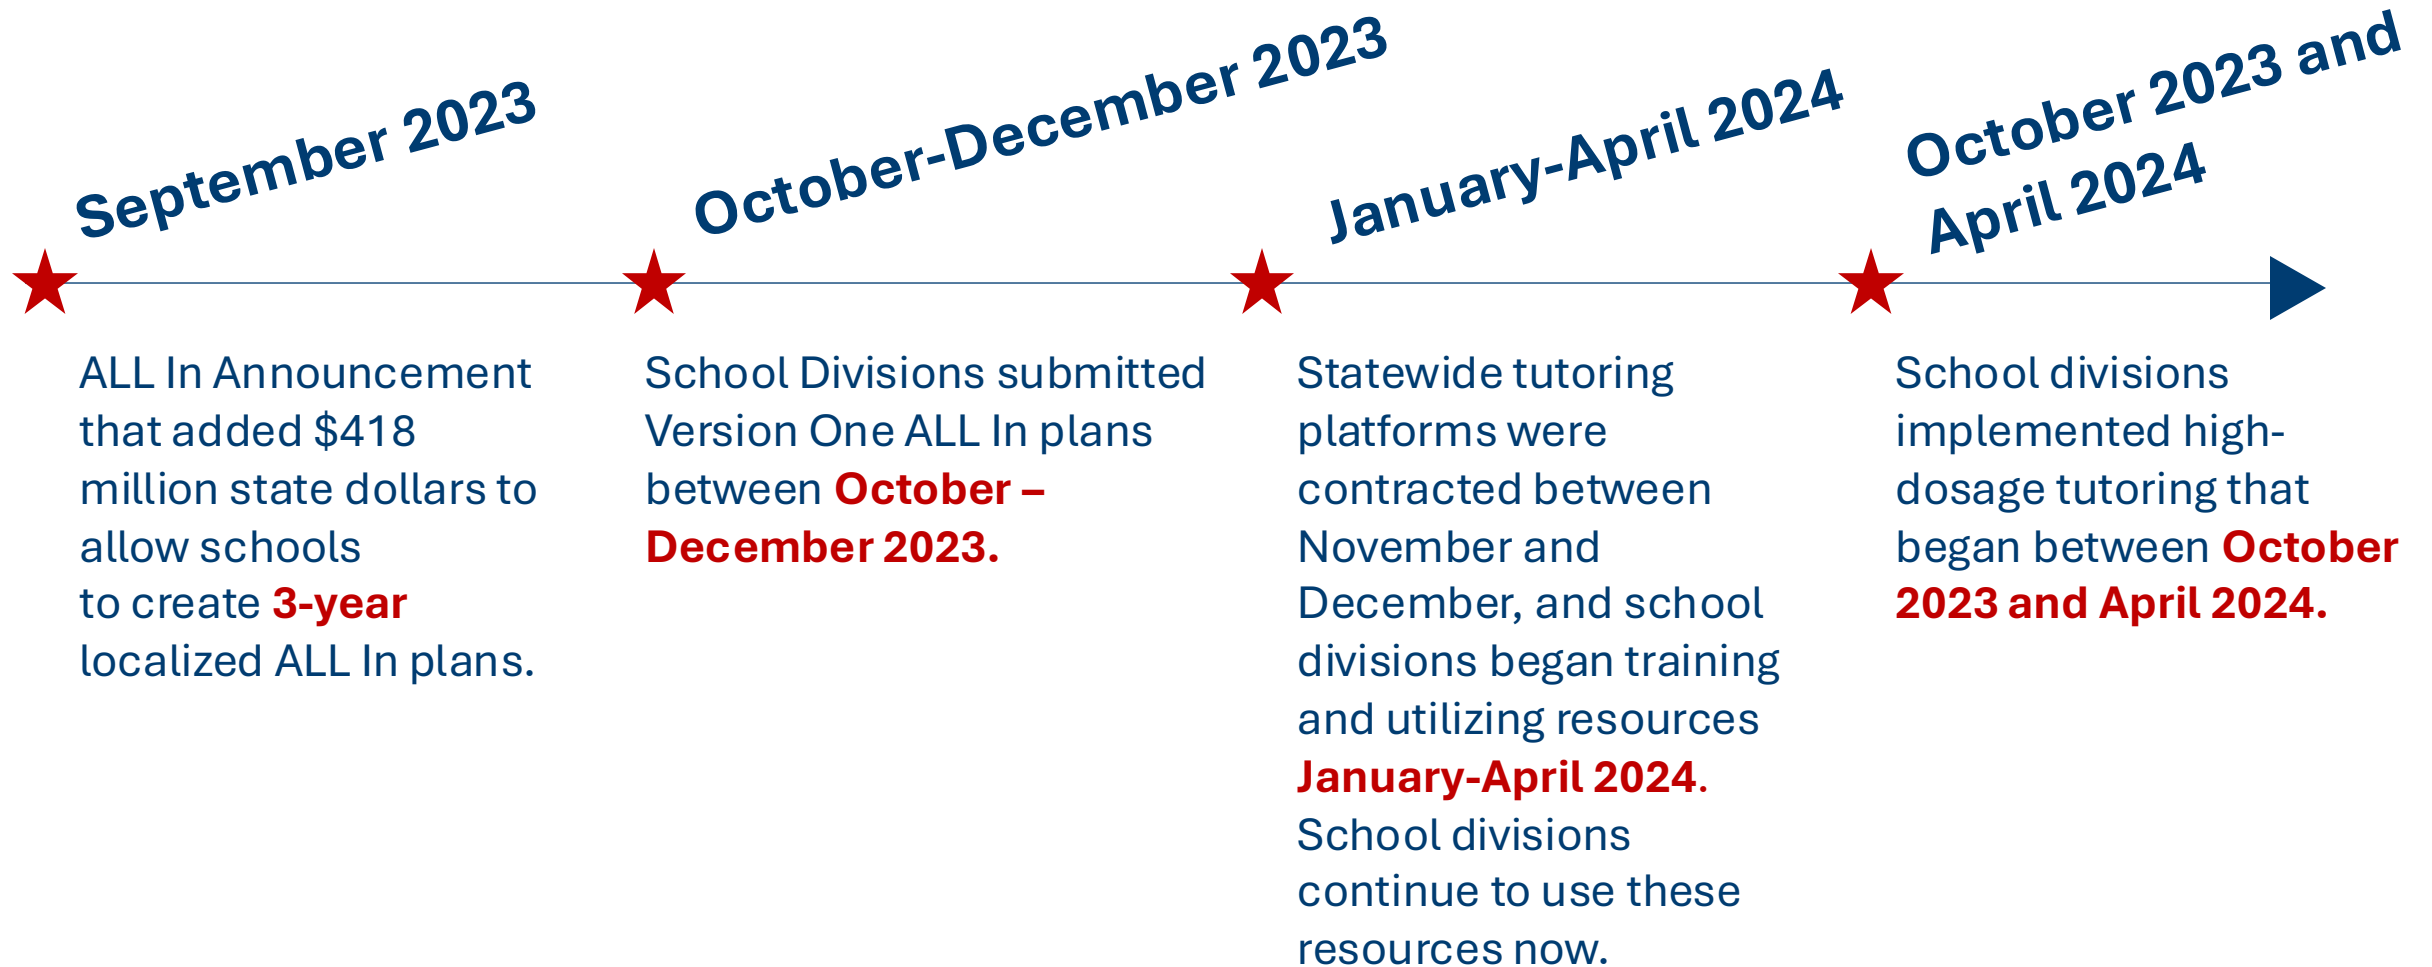 September 2023
ALL In Announcement
that added $418
million state dollars to
allow schools
to create 3-year
localized ALL In plans.
October-December 2023
School Divisions submitted
Version One ALL In plans
between October –
December 2023.
January-April 2024
Statewide tutoring
platforms were
contracted between
November and
December, and school
divisions began training
and utilizing resources
January-April 2024.
School divisions
continue to use these
resources now.
October 2023 and
April 2024
School divisions
implemented high-
dosage tutoring that
began between October
2023 and April 2024.